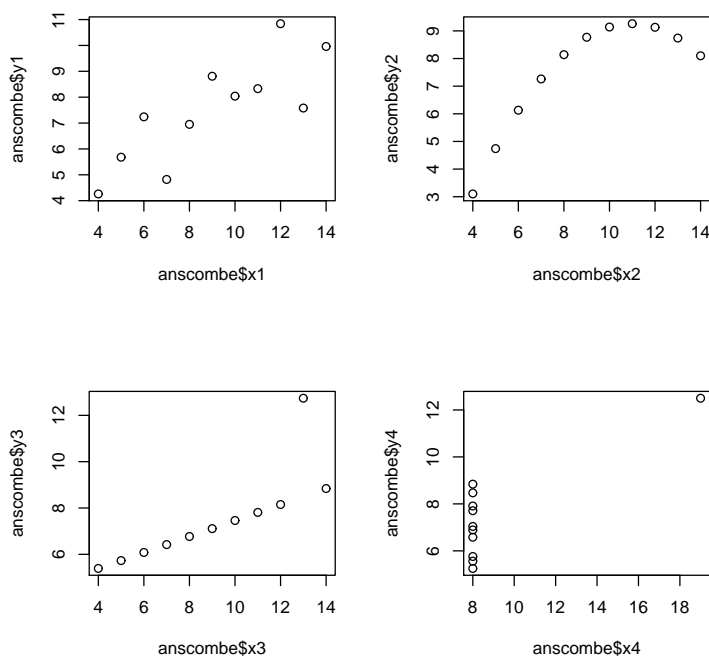 4 5 6 7 8 9 11
anscombe$y1
4 6 8 10 12 14
anscombe$x1
3 4 5 6 7 8 9
anscombe$y2
4 6 8 10 12 14
anscombe$x2
6 8 10 12
anscombe$y3
4 6 8 10 12 14
anscombe$x3
6 8 10 12
anscombe$y4
8 10 12 14 16 18
anscombe$x4